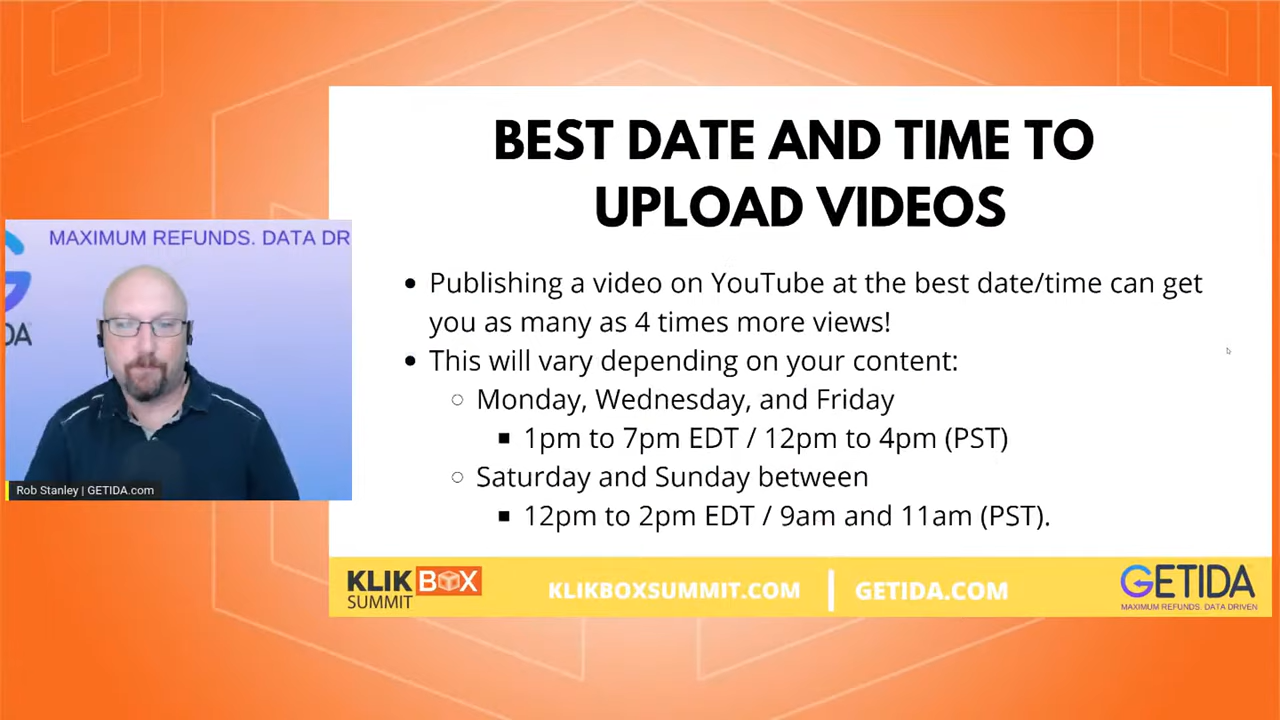 BEST DATE AND TIME TO
UPLOAD VIDEOS
MAXIMUM REFUNDS. DATA DR
DA
Rob Stanley | GETIDA.com
• Publishing a video on YouTube at the best date/time can get
you as many as 4 times more views!
• This will vary depending on your content:
○ Monday, Wednesday, and Friday
■ 1pm to 7pm EDT / 12pm to 4pm (PST)
○ Saturday and Sunday between
■ 12pm to 2pm EDT / 9am and 11am (PST).
KLIKBOX
SUMMIT
KLIKBOXSUMMIT.COM | GETIDA.COM
GETIDA
MAXIMUM REFUNDS. DATA DRIVEN